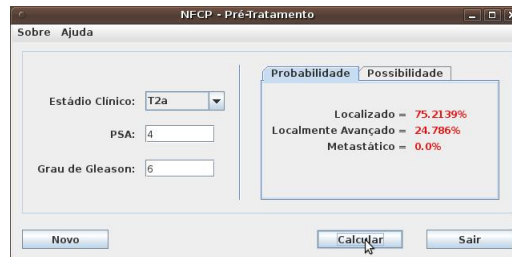 NFCP - Pré-Tratamento
Sobre Ajuda
Probabilidade Possibilidade
Estádio Clínico: T2a
PSA: 4
Grau de Gleason: 6
Localizado = 75.2139%
Localmente Avançado = 24.786%
Metastático = 0.0%
Novo Calcular Sair